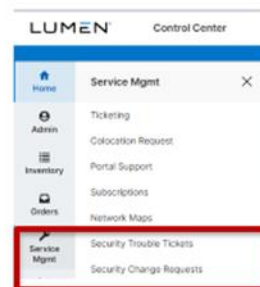 LUMEN Control Center
Home
Service Mgmt X
Admin
Ticketing
Colocation Request
Inventory
Portal Support
Subscriptions
Orders
Network Maps
Service Mgmt
Security Trouble Tickets
Security Change Requests